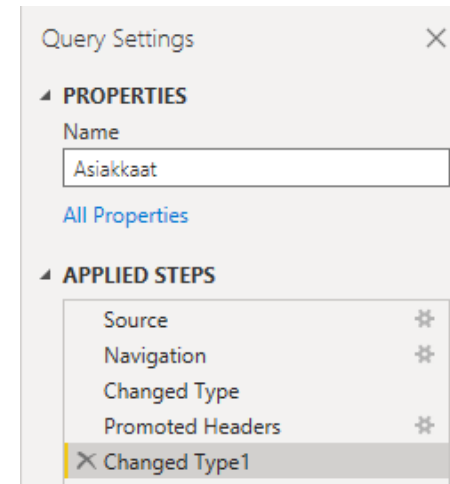 Query Settings
PROPERTIES
Name
Asiakkaat
All Properties
APPLIED STEPS
Source
Navigation
Changed Type
Promoted Headers
Changed Type1